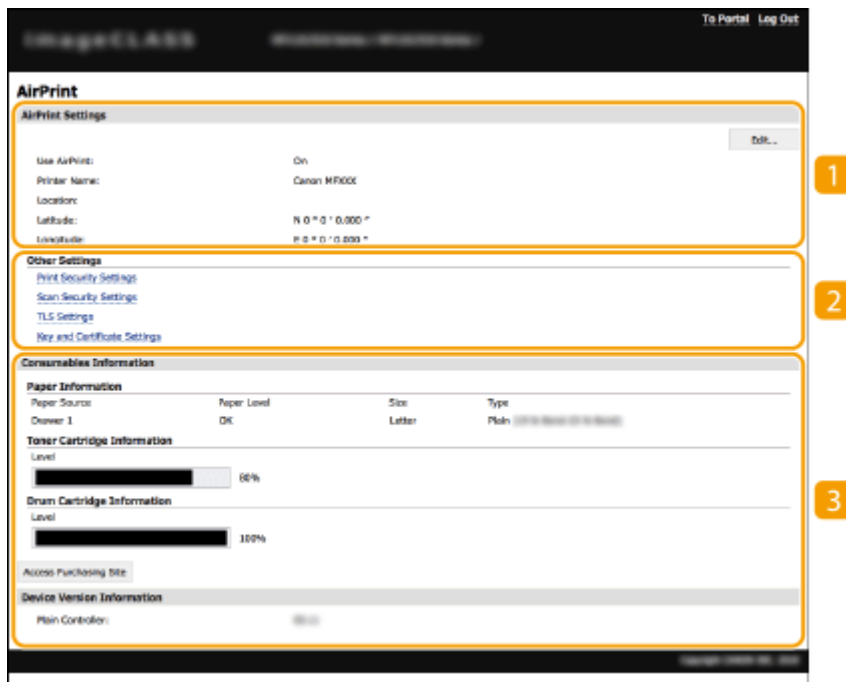 To Portal Log Out
imageCLASS
AirPrint
AirPrint Settings
Edit...
1
Use AirPrint: On
Printer Name: Canon MFXXX
Location:
Latitude: N 0 ° 0 ' 0.000 "
Longitude: E 0 ° 0 ' 0.000 "
Other Settings
Print Security Settings
Scan Security Settings
2
TLS Settings
Key and Certificate Settings
Consumables Information
Paper Information
Paper Source Paper Level Size Type
Drawer 1 OK Letter Plain
Toner Cartridge Information
Level
80%
Drum Cartridge Information
3
Level
100%
Access Purchasing Site
Device Version Information
Main Controller: